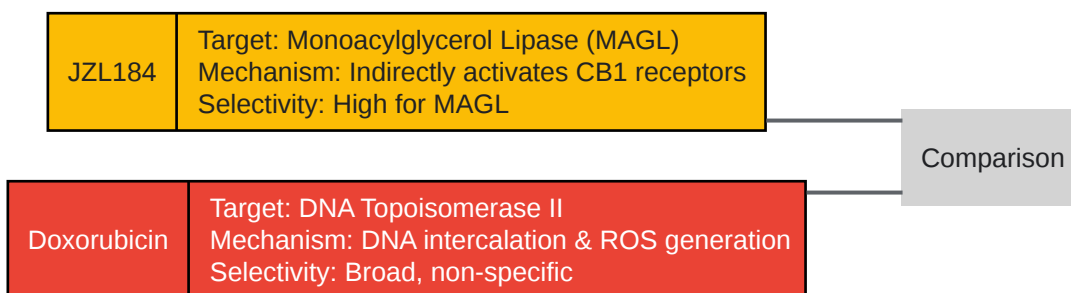 JZL184
Target: Monoacylglycerol Lipase (MAGL)
Mechanism: Indirectly activates CB1 receptors
Selectivity: High for MAGL
Comparison
Doxorubicin
Target: DNA Topoisomerase II
Mechanism: DNA intercalation & ROS generation
Selectivity: Broad, non-specific